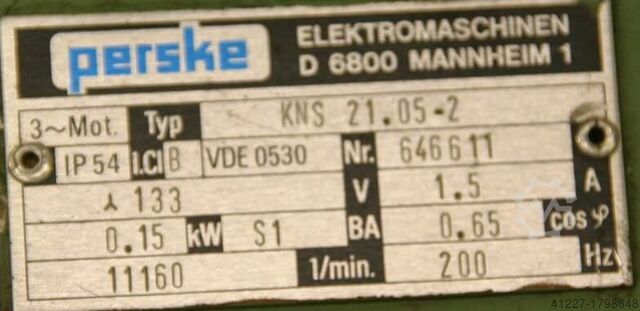 perske ELEKTROMASCHINEN
D 6800 MANNHEIM 1
3~Mot. Typ KNS 21.05-2
IP 54 I.Cl B VDE 0530 Nr. 646611
⅄ 133 V 1.5 A
0.15 kW S1 BA 0.65 cos φ
11160 1/min. 200 Hz
41227-1798648